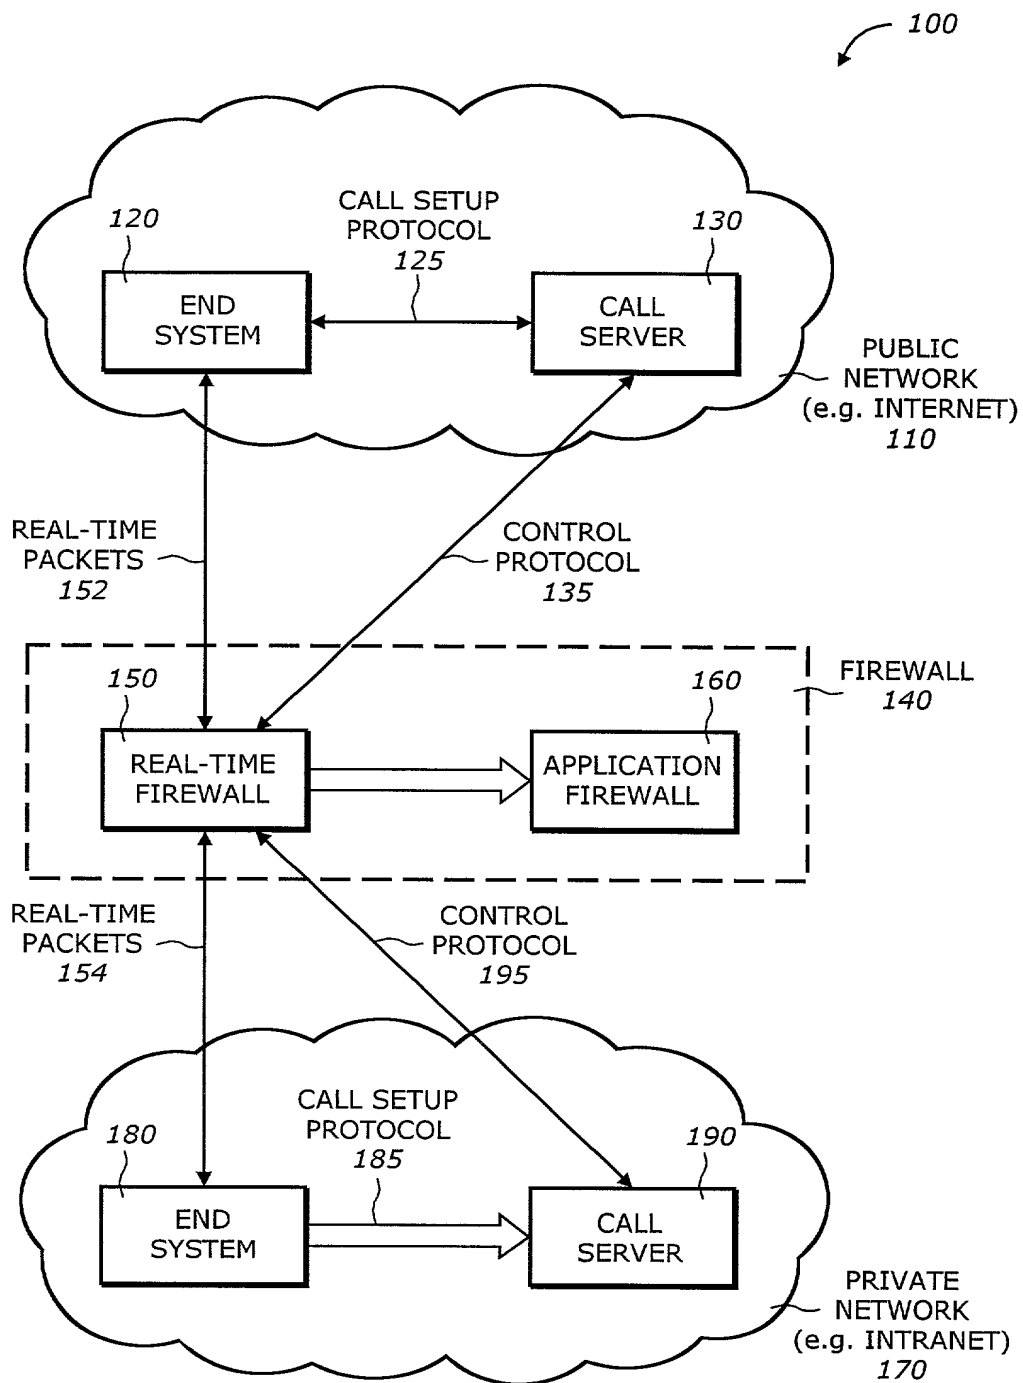 100
CALL SETUP
PROTOCOL
125
120
130
END
SYSTEM
CALL
SERVER
PUBLIC
NETWORK
(e.g. INTERNET)
110
REAL-TIME
PACKETS
152
CONTROL
PROTOCOL
135
150
160
FIREWALL
140
REAL-TIME
FIREWALL
APPLICATION
FIREWALL
REAL-TIME
PACKETS
154
CONTROL
PROTOCOL
195
CALL SETUP
PROTOCOL
185
180
190
END
SYSTEM
CALL
SERVER
PRIVATE
NETWORK
(e.g. INTRANET)
170